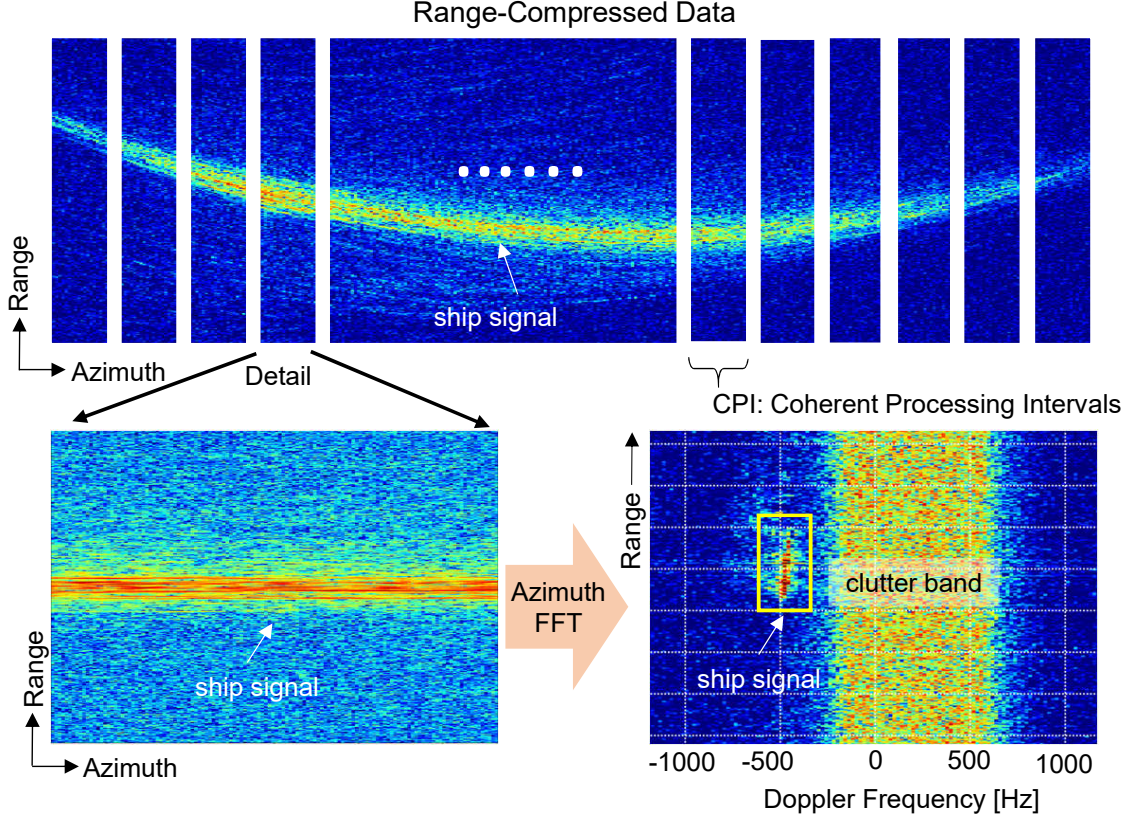 Range-Compressed Data
Range
ship signal
Azimuth
Detail
CPI: Coherent Processing Intervals
Range
ship signal
Azimuth
Azimuth
FFT
Range
clutter band
ship signal
-1000 -500 0 500 1000
Doppler Frequency [Hz]